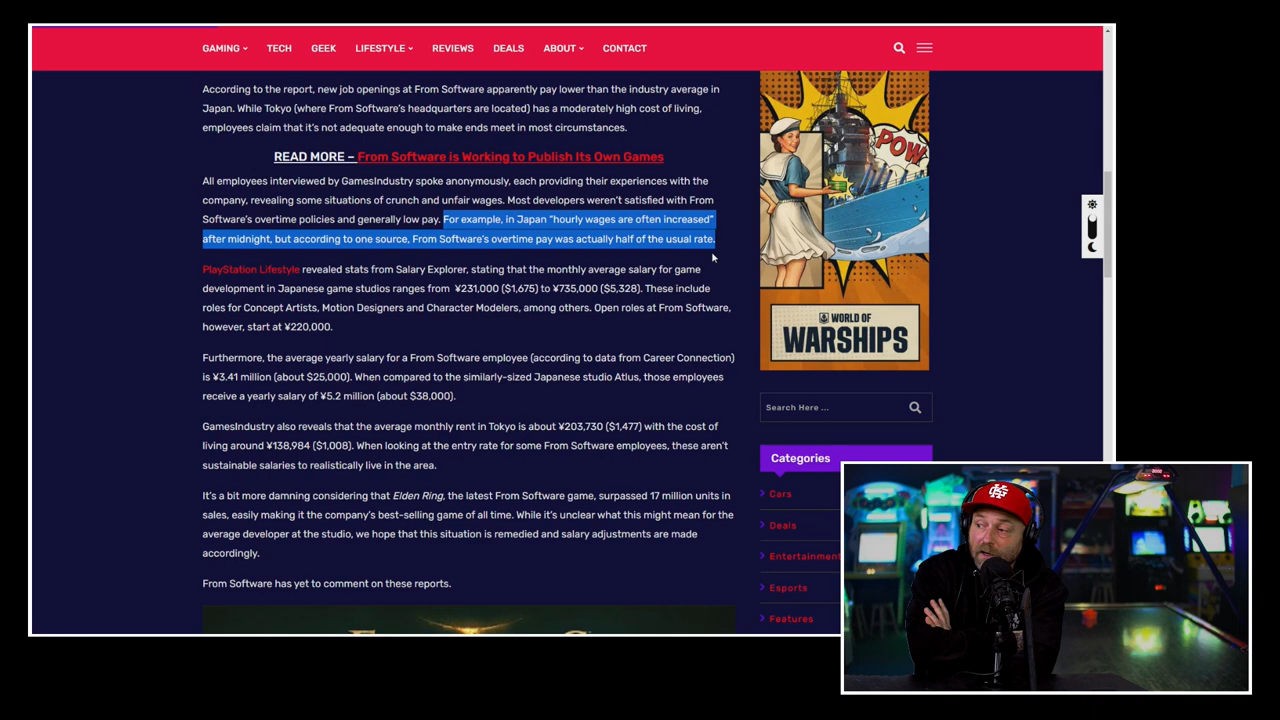 GAMING TECH GEEK LIFESTYLE REVIEWS DEALS ABOUT CONTACT
According to the report, new job openings at From Software apparently pay lower than the industry average in
Japan. While Tokyo (where From Software's headquarters are located) has a moderately high cost of living,
employees claim that it's not adequate enough to make ends meet in most circumstances.
READ MORE – From Software is Working to Publish Its Own Games
All employees interviewed by GamesIndustry spoke anonymously, each providing their experiences with the
company, revealing some situations of crunch and unfair wages. Most developers weren't satisfied with From
Software's overtime policies and generally low pay. For example, in Japan "hourly wages are often increased"
after midnight, but according to one source, From Software's overtime pay was actually half of the usual rate.
PlayStation Lifestyle revealed stats from Salary Explorer, stating that the monthly average salary for game
development in Japanese game studios ranges from ¥231,000 ($1,675) to ¥735,000 ($5,328). These include
roles for Concept Artists, Motion Designers and Character Modelers, among others. Open roles at From Software,
however, start at ¥220,000.
Furthermore, the average yearly salary for a From Software employee (according to data from Career Connection)
is ¥3.41 million (about $25,000). When compared to the similarly-sized Japanese studio Atlus, those employees
receive a yearly salary of ¥5.2 million (about $38,000).
GamesIndustry also reveals that the average monthly rent in Tokyo is about ¥203,730 ($1,477) with the cost of
living around ¥138,984 ($1,008). When looking at the entry rate for some From Software employees, these aren't
sustainable salaries to realistically live in the area.
It's a bit more damning considering that Elden Ring, the latest From Software game, surpassed 17 million units in
sales, easily making it the company's best-selling game of all time. While it's unclear what this might mean for the
average developer at the studio, we hope that this situation is remedied and salary adjustments are made
accordingly.
From Software has yet to comment on these reports.
POW
WORLD OF
WARSHIPS
Search Here ...
Categories
Cars
Deals
Entertainment
Esports
Features